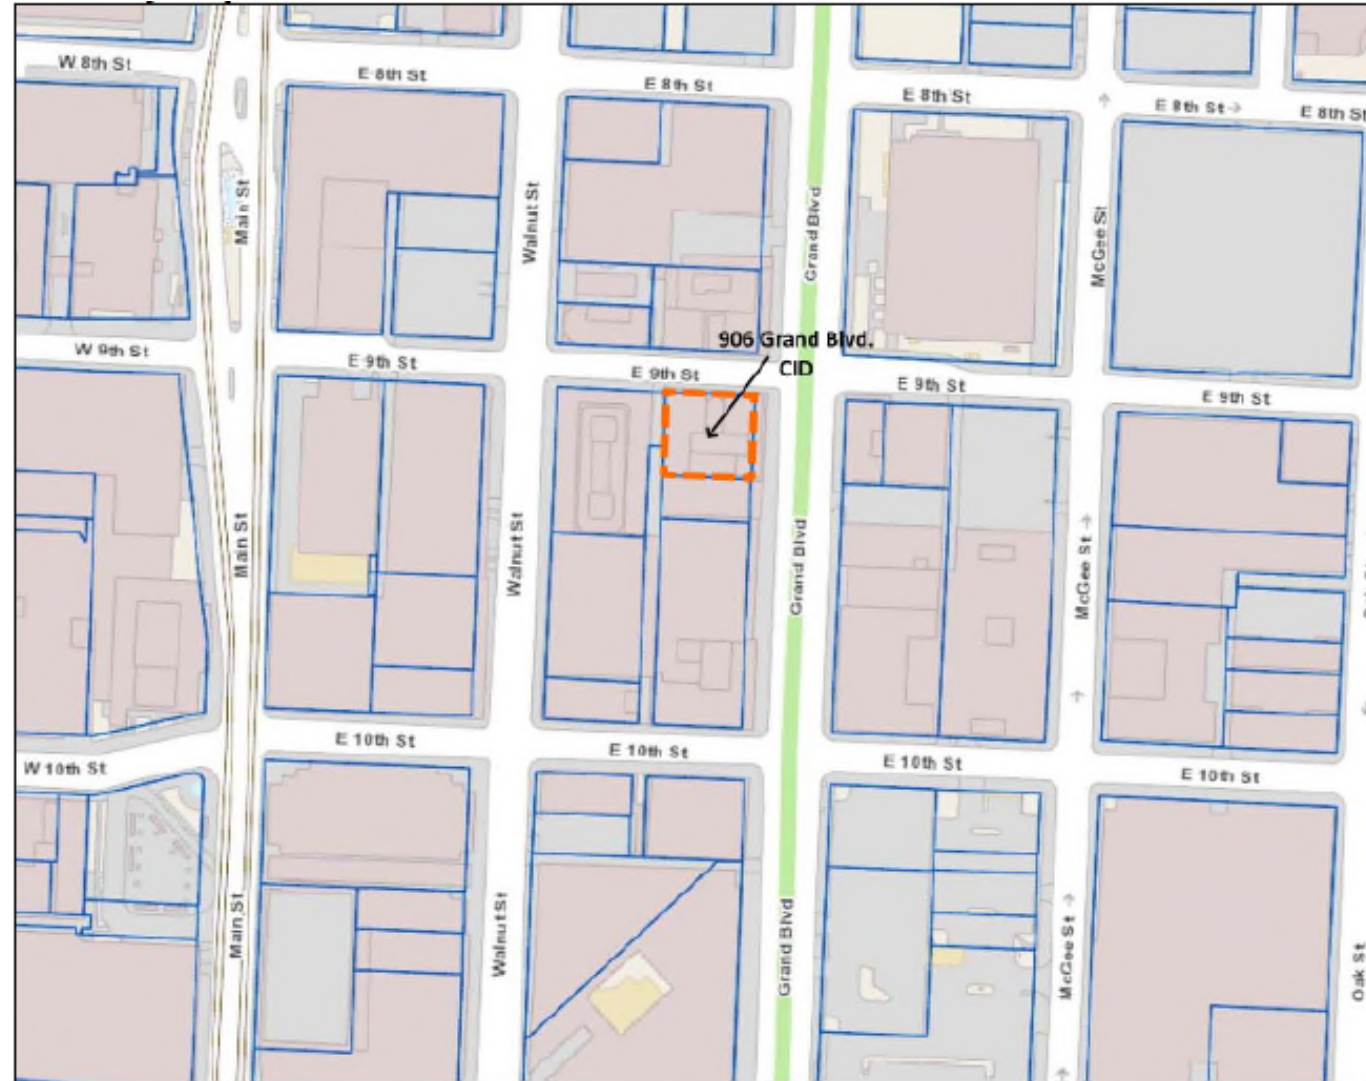 W 8th St
E 8th St
E 8th St
E 8th St
E 8th St
E 8th St
Main St
Walnut St
Grand Blvd
McGee St
906 Grand Blvd.
CID
W 9th St
E 9th St
E 9th St
E 9th St
E 9th St
Main St
Walnut St
Grand Blvd
McGee St
W 10th St
E 10th St
E 10th St
E 10th St
E 10th St
Main St
Walnut St
Grand Blvd
McGee St
Oak St